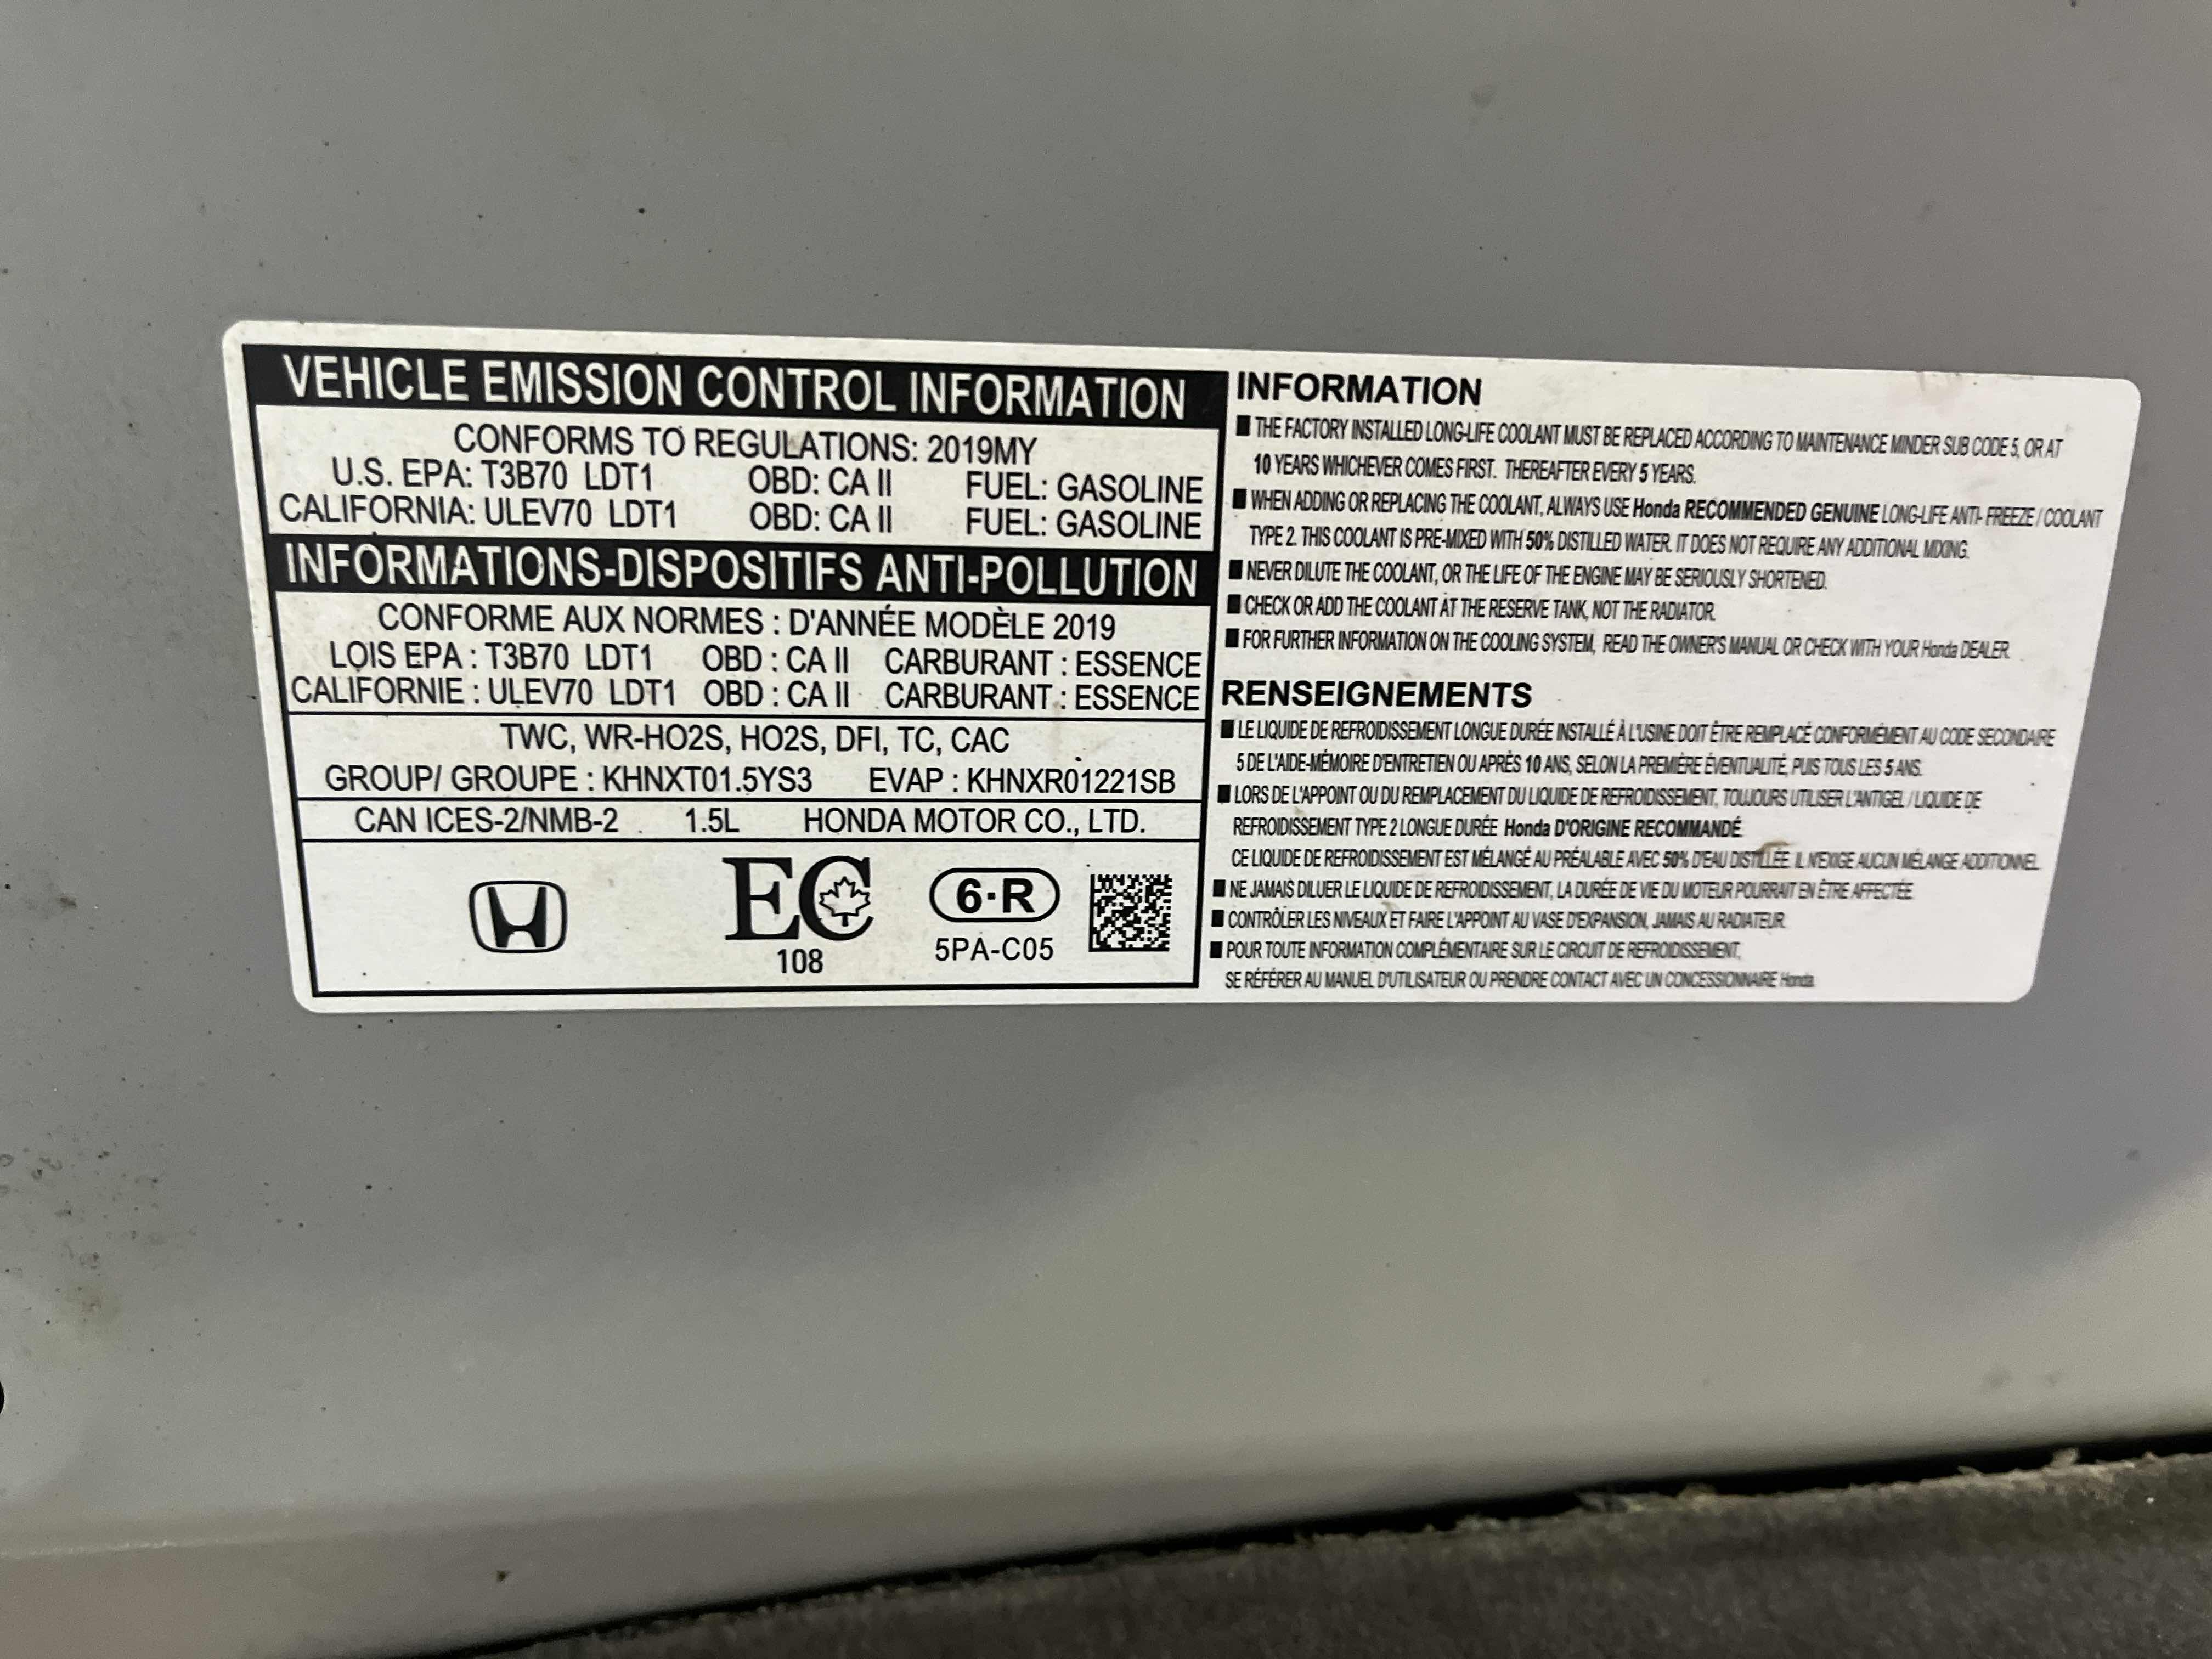 VEHICLE EMISSION CONTROL INFORMATION
CONFORMS TO REGULATIONS: 2019MY
U.S. EPA: T3B70 LDT1 OBD: CA II FUEL: GASOLINE
CALIFORNIA: ULEV70 LDT1 OBD: CA II FUEL: GASOLINE
INFORMATIONS-DISPOSITIFS ANTI-POLLUTION
CONFORME AUX NORMES : D'ANNÉE MODÈLE 2019
LOIS EPA : T3B70 LDT1 OBD : CA II CARBURANT : ESSENCE
CALIFORNIE : ULEV70 LDT1 OBD : CA II CARBURANT : ESSENCE
TWC, WR-HO2S, HO2S, DFI, TC, CAC
GROUP/ GROUPE : KHNXT01.5YS3 EVAP : KHNXR01221SB
CAN ICES-2/NMB-2 1.5L HONDA MOTOR CO., LTD.
EC 6·R
108 5PA-C05
INFORMATION
■ THE FACTORY INSTALLED LONG-LIFE COOLANT MUST BE REPLACED ACCORDING TO MAINTENANCE MINDER SUB CODE 5, OR AT
10 YEARS WHICHEVER COMES FIRST. THEREAFTER EVERY 5 YEARS.
■ WHEN ADDING OR REPLACING THE COOLANT, ALWAYS USE Honda RECOMMENDED GENUINE LONG-LIFE ANTI- FREEZE / COOLANT
TYPE 2. THIS COOLANT IS PRE-MIXED WITH 50% DISTILLED WATER. IT DOES NOT REQUIRE ANY ADDITIONAL MIXING.
■ NEVER DILUTE THE COOLANT, OR THE LIFE OF THE ENGINE MAY BE SERIOUSLY SHORTENED.
■ CHECK OR ADD THE COOLANT AT THE RESERVE TANK, NOT THE RADIATOR.
■ FOR FURTHER INFORMATION ON THE COOLING SYSTEM, READ THE OWNER'S MANUAL OR CHECK WITH YOUR Honda DEALER.
RENSEIGNEMENTS
■ LE LIQUIDE DE REFROIDISSEMENT LONGUE DURÉE INSTALLÉ À L'USINE DOIT ÊTRE REMPLACÉ CONFORMÉMENT AU CODE SECONDAIRE
5 DE L'AIDE-MÉMOIRE D'ENTRETIEN OU APRÈS 10 ANS, SELON LA PREMIÈRE ÉVENTUALITÉ, PUIS TOUS LES 5 ANS.
■ LORS DE L'APPOINT OU DU REMPLACEMENT DU LIQUIDE DE REFROIDISSEMENT, TOUJOURS UTILISER L'ANTIGEL / LIQUIDE DE
REFROIDISSEMENT TYPE 2 LONGUE DURÉE Honda D'ORIGINE RECOMMANDÉ.
CE LIQUIDE DE REFROIDISSEMENT EST MÉLANGÉ AU PRÉALABLE AVEC 50% D'EAU DISTILLÉE. IL N'EXIGE AUCUN MÉLANGE ADDITIONNEL.
■ NE JAMAIS DILUER LE LIQUIDE DE REFROIDISSEMENT, LA DURÉE DE VIE DU MOTEUR POURRAIT EN ÊTRE AFFECTÉE.
■ CONTRÔLER LES NIVEAUX ET FAIRE L'APPOINT AU VASE D'EXPANSION, JAMAIS AU RADIATEUR.
■ POUR TOUTE INFORMATION COMPLÉMENTAIRE SUR LE CIRCUIT DE REFROIDISSEMENT,
SE RÉFÉRER AU MANUEL D'UTILISATEUR OU PRENDRE CONTACT AVEC UN CONCESSIONNAIRE Honda.